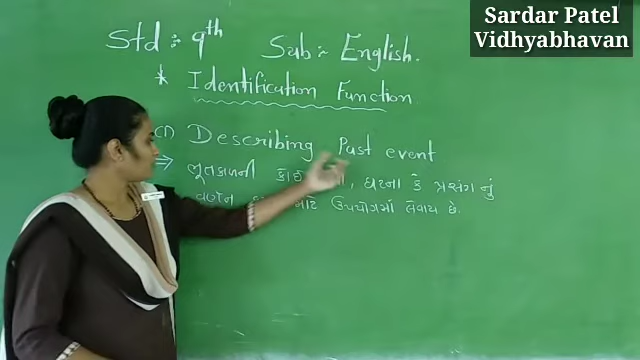 Sardar Patel
Vidhyabhavan
Std :- 9th Sub :- English.
* Identification Function
(1) Describing Past event
⇒ ભૂતકાળની કોઈ , ઘટના કે પ્રસંગ નું
વર્ણન માટે ઉપયોગમાં લેવાય છે.